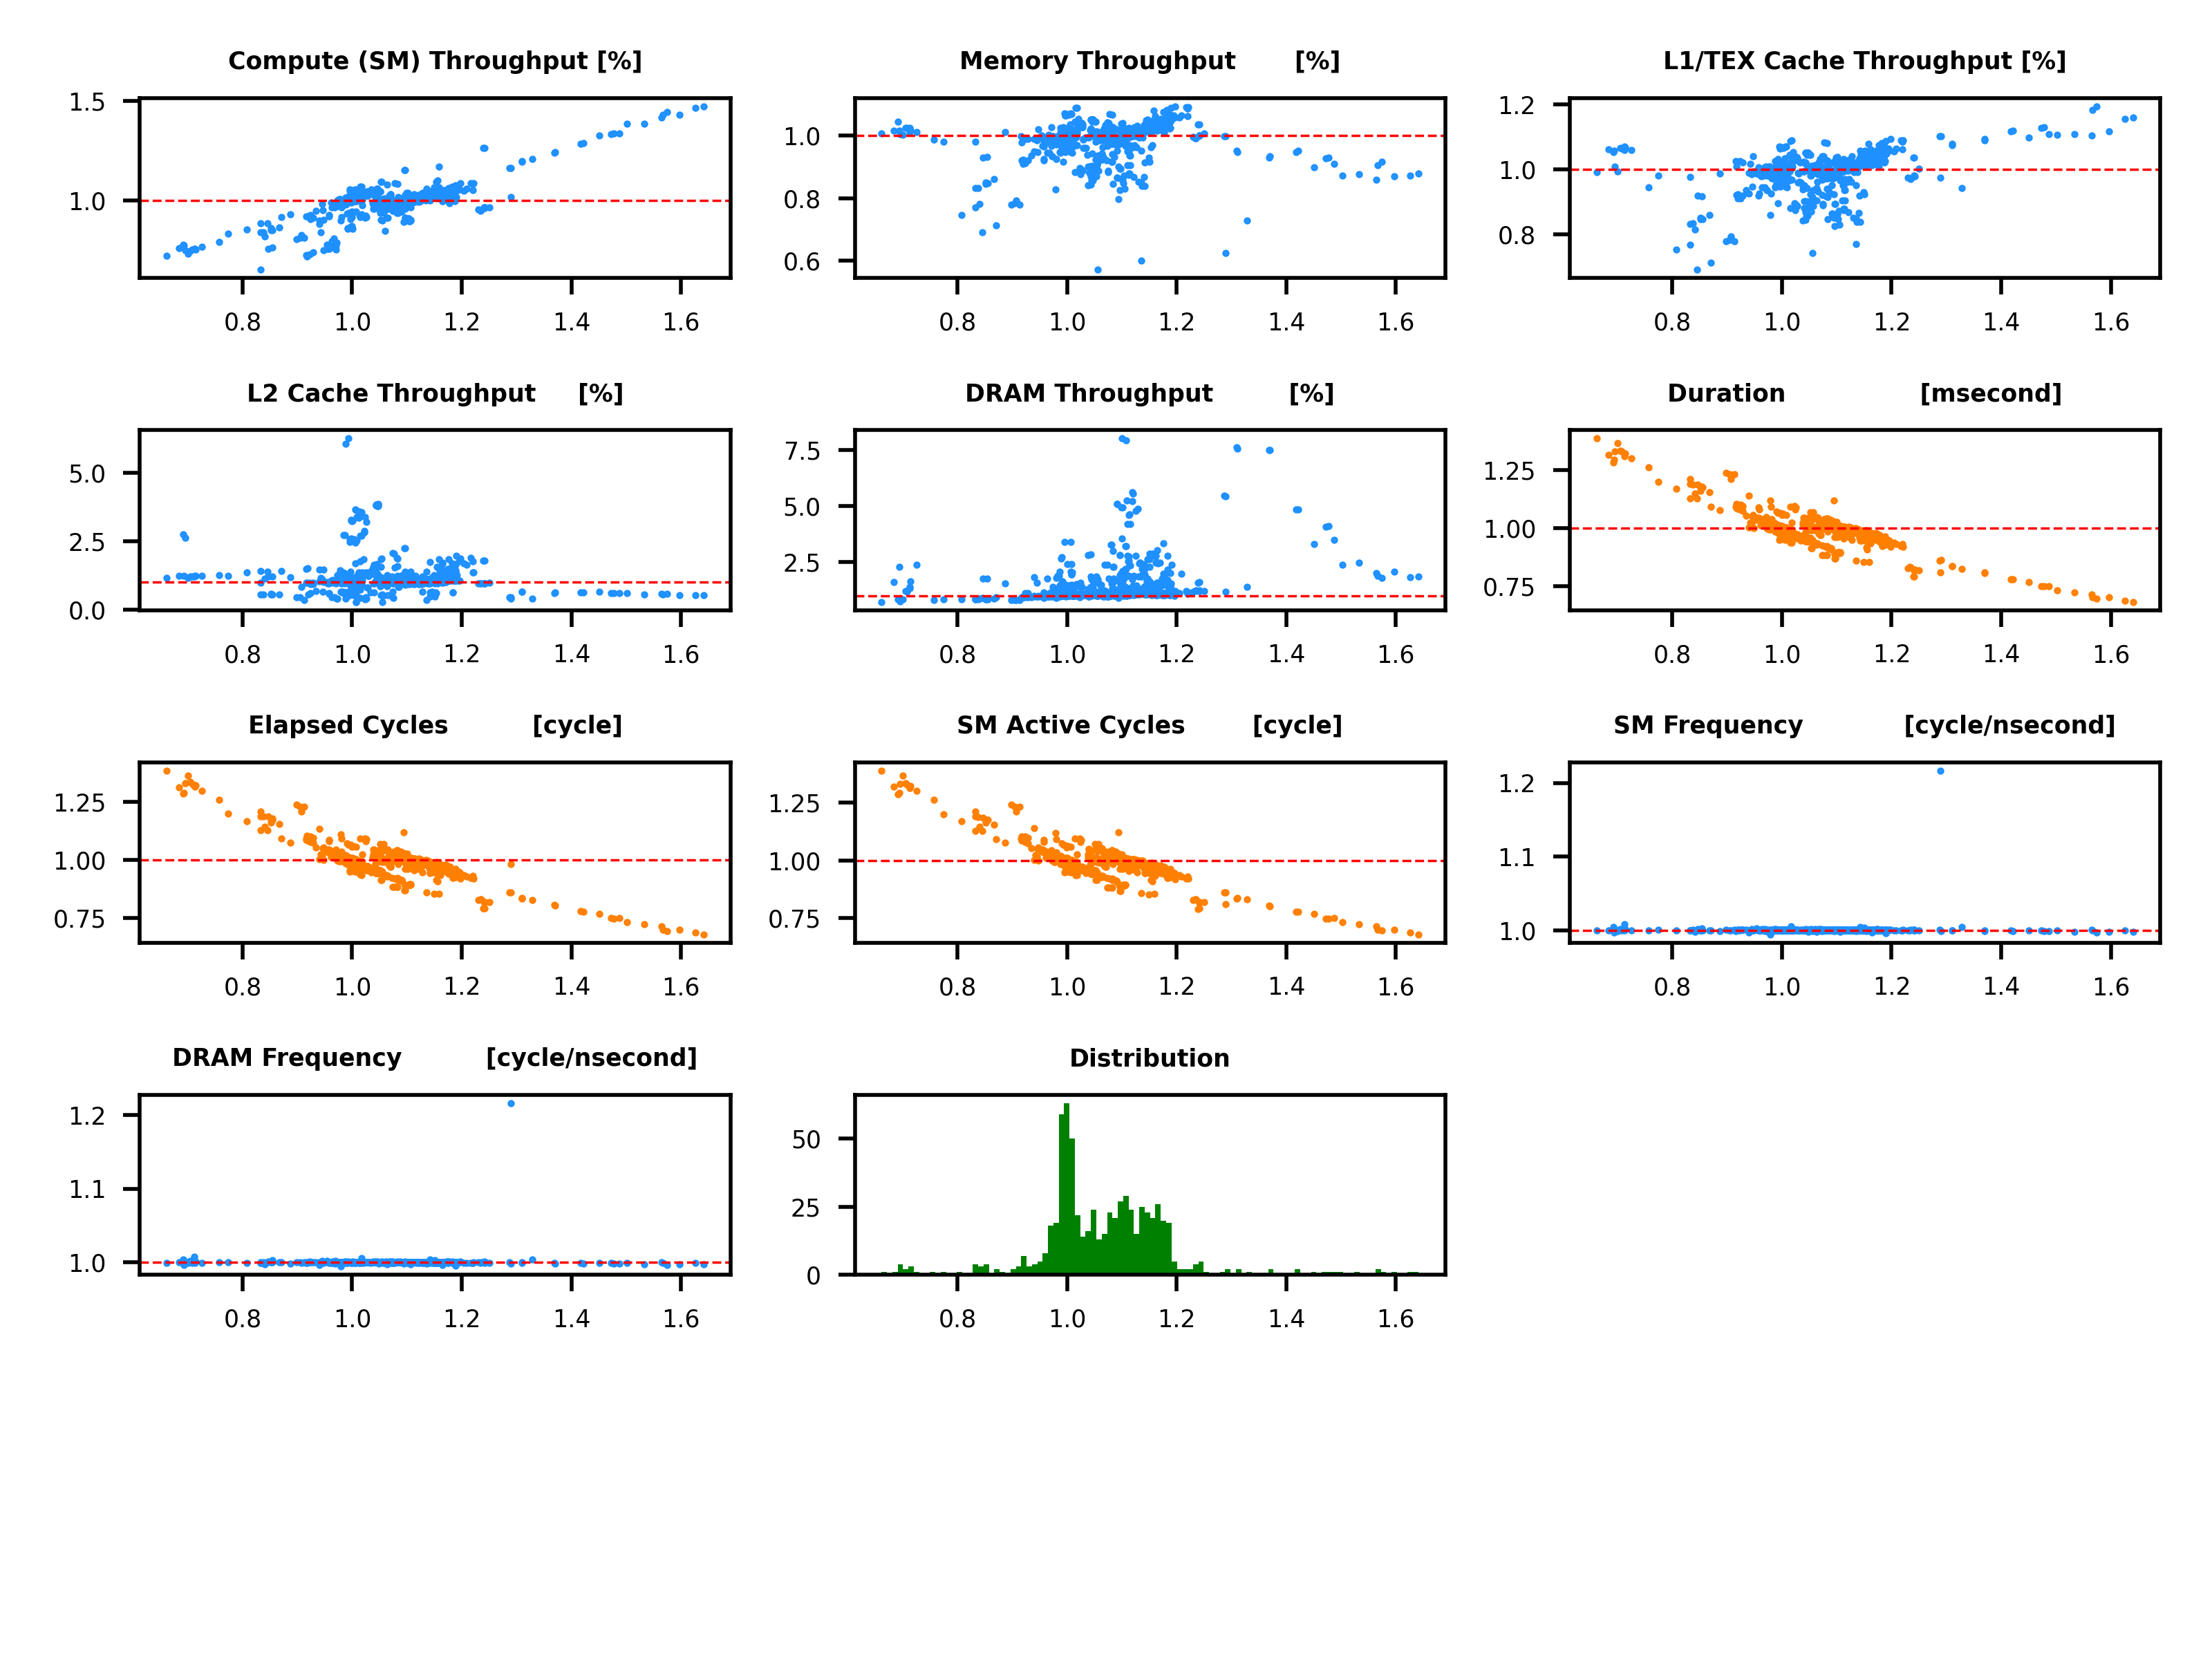 Compute (SM) Throughput [%]
1.5
1.0
0.8 1.0 1.2 1.4 1.6
Memory Throughput [%]
1.0
0.8
0.6
0.8 1.0 1.2 1.4 1.6
L1/TEX Cache Throughput [%]
1.2
1.0
0.8
0.8 1.0 1.2 1.4 1.6
L2 Cache Throughput [%]
5.0
2.5
0.0
0.8 1.0 1.2 1.4 1.6
DRAM Throughput [%]
7.5
5.0
2.5
0.8 1.0 1.2 1.4 1.6
Duration [msecond]
1.25
1.00
0.75
0.8 1.0 1.2 1.4 1.6
Elapsed Cycles [cycle]
1.25
1.00
0.75
0.8 1.0 1.2 1.4 1.6
SM Active Cycles [cycle]
1.25
1.00
0.75
0.8 1.0 1.2 1.4 1.6
SM Frequency [cycle/nsecond]
1.2
1.1
1.0
0.8 1.0 1.2 1.4 1.6
DRAM Frequency [cycle/nsecond]
1.2
1.1
1.0
0.8 1.0 1.2 1.4 1.6
Distribution
50
25
0
0.8 1.0 1.2 1.4 1.6